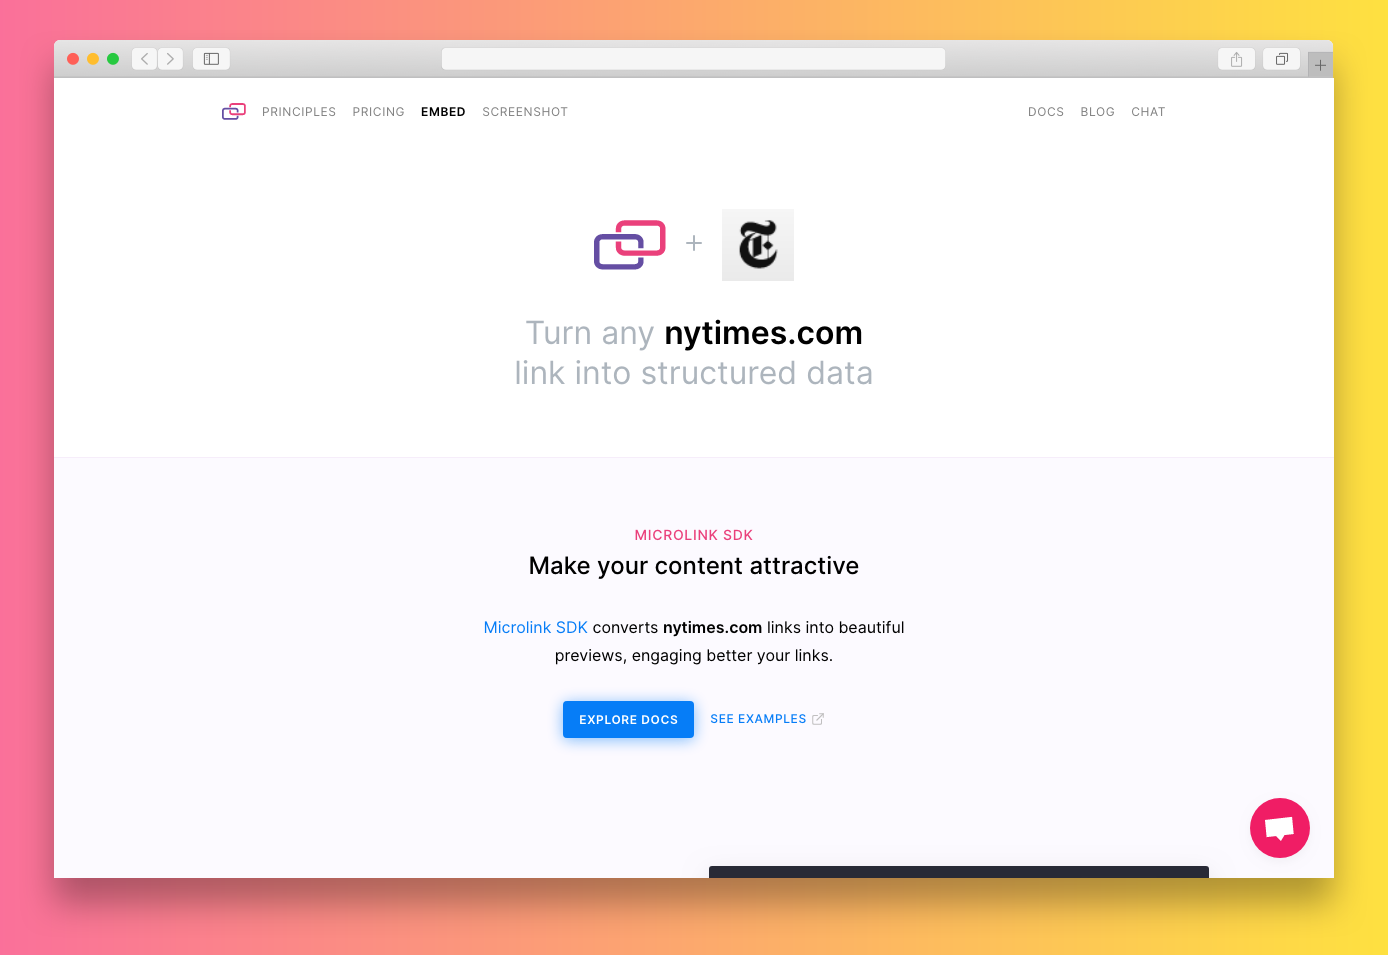 PRINCIPLES PRICING EMBED SCREENSHOT DOCS BLOG CHAT
Turn any nytimes.com
link into structured data
MICROLINK SDK
Make your content attractive
Microlink SDK converts nytimes.com links into beautiful
previews, engaging better your links.
EXPLORE DOCS SEE EXAMPLES